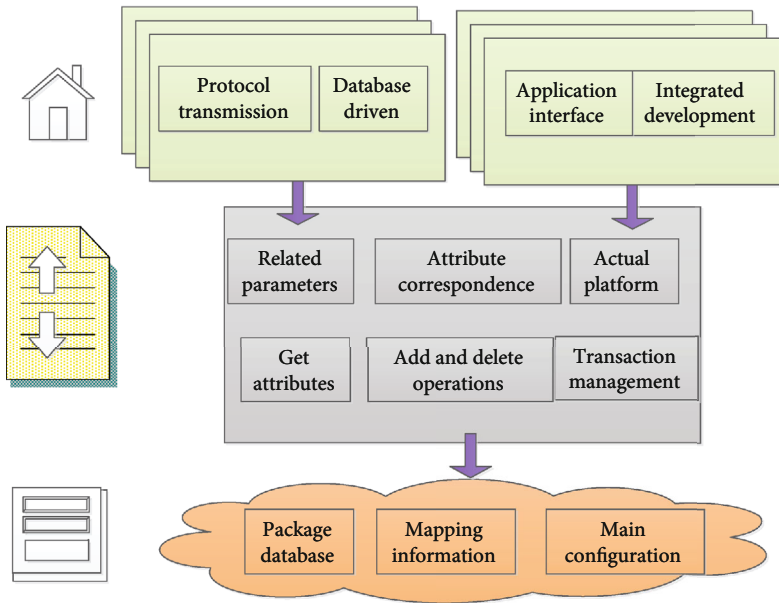 Protocol
transmission
Database
driven
Application
interface
Integrated
development
Related
parameters
Attribute
correspondence
Actual
platform
Get
attributes
Add and delete
operations
Transaction
management
Package
database
Mapping
information
Main
configuration